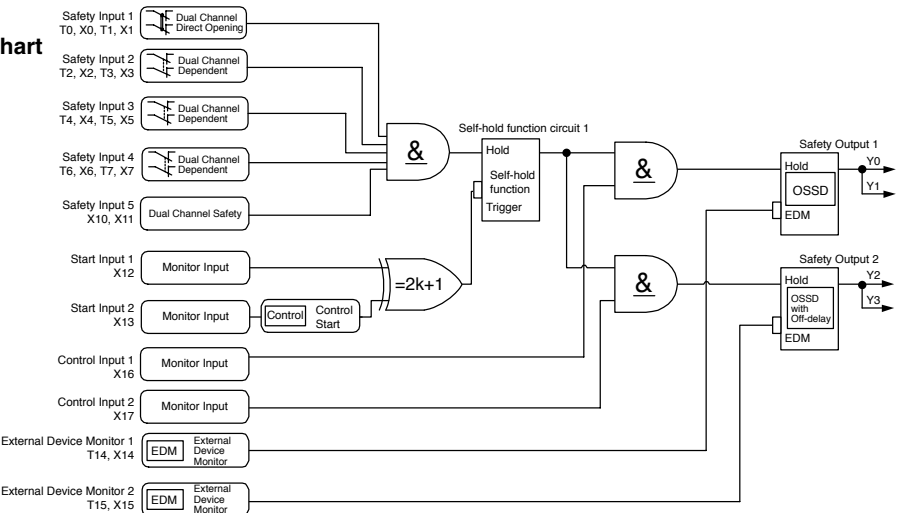 hart
Safety Input 1
T0, X0, T1, X1
Dual Channel
Direct Opening
Safety Input 2
T2, X2, T3, X3
Dual Channel
Dependent
Safety Input 3
T4, X4, T5, X5
Dual Channel
Dependent
Safety Input 4
T6, X6, T7, X7
Dual Channel
Dependent
Safety Input 5
X10, X11
Dual Channel Safety
Start Input 1
X12
Monitor Input
Start Input 2
X13
Monitor Input
Control
Control
Start
Control Input 1
X16
Monitor Input
Control Input 2
X17
Monitor Input
External Device Monitor 1
T14, X14
EDM
External
Device
Monitor
External Device Monitor 2
T15, X15
EDM
External
Device
Monitor
&
=2k+1
Self-hold function circuit 1
Hold
Self-hold
function
Trigger
&
&
Safety Output 1
Hold
OSSD
EDM
Y0
Y1
Safety Output 2
Hold
OSSD
with
Off-delay
EDM
Y2
Y3